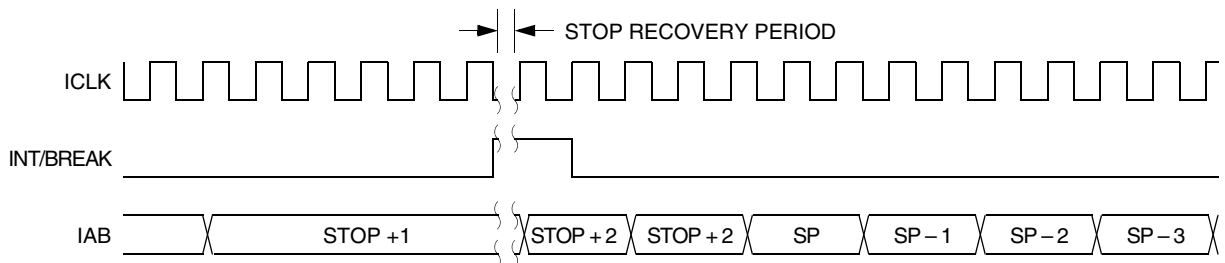 STOP RECOVERY PERIOD
ICLK
INT/BREAK
IAB STOP +1 STOP + 2 STOP + 2 SP SP – 1 SP – 2 SP – 3